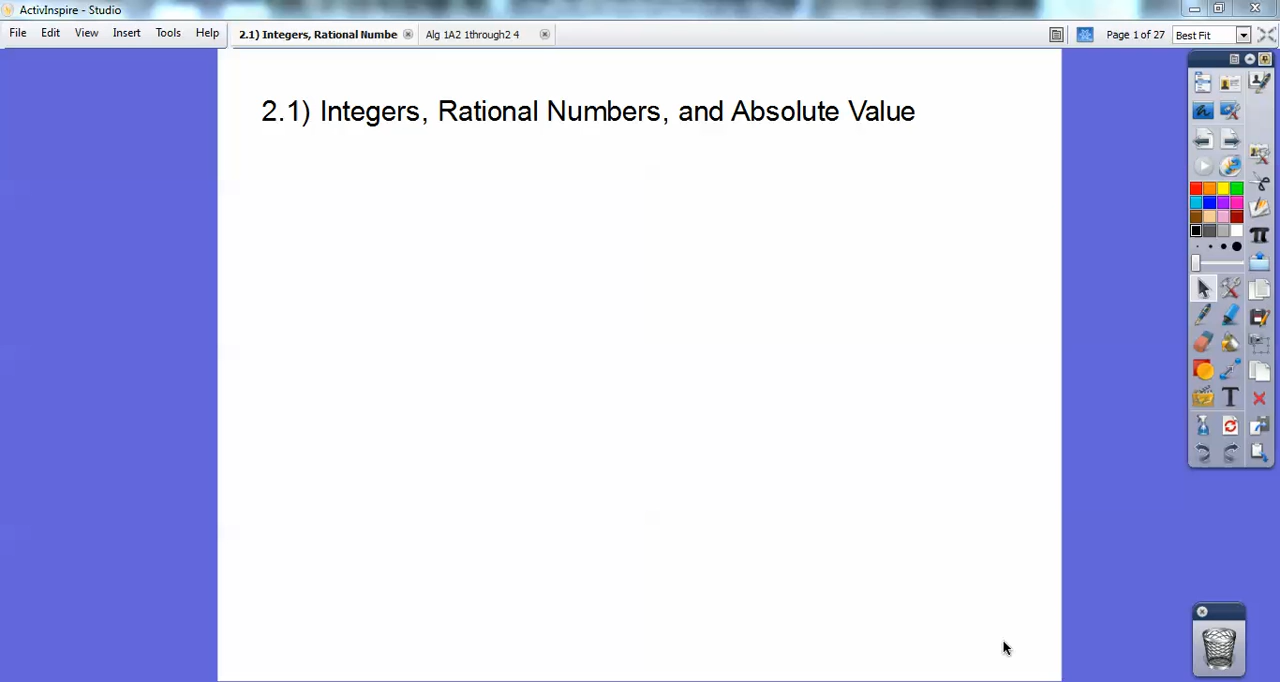 ActivInspire - Studio
File Edit View Insert Tools Help
2.1) Integers, Rational Numbe
Alg 1A2 1through2 4
Page 1 of 27
Best Fit
2.1) Integers, Rational Numbers, and Absolute Value